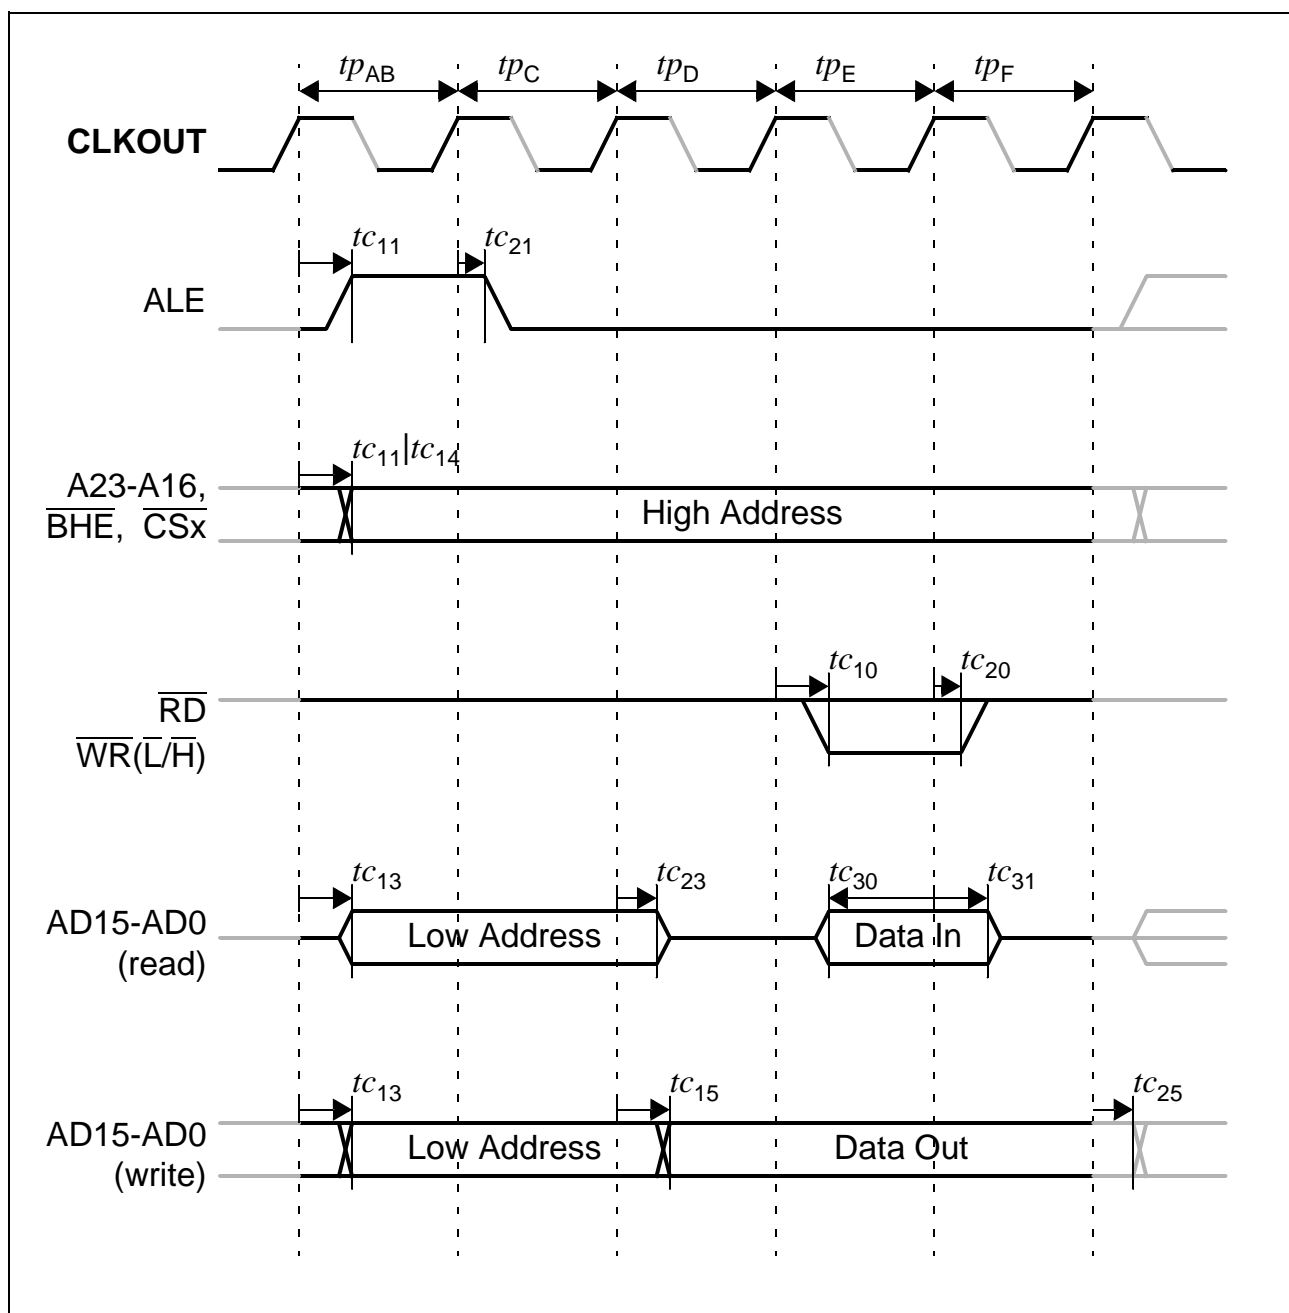 tpAB tpC tpD tpE tpF
CLKOUT
tc11 tc21
ALE
tc11|tc14
A23-A16,
BHE, CSx
High Address
tc10 tc20
RD
WR(L/H)
tc13 tc23 tc30 tc31
AD15-AD0
(read)
Low Address Data In
tc13 tc15 tc25
AD15-AD0
(write)
Low Address Data Out